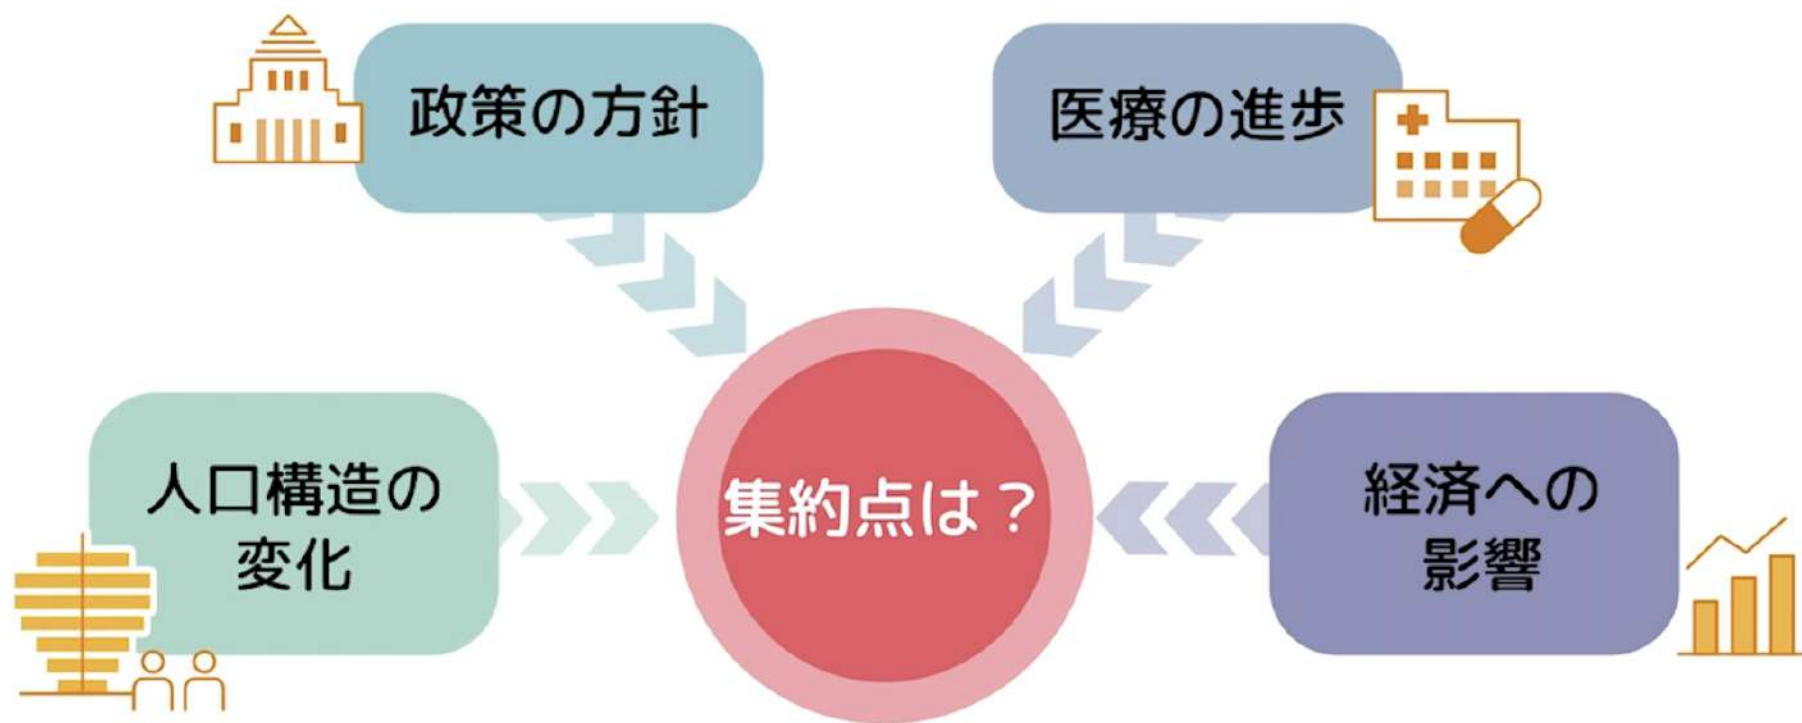 政策の方針
医療の進歩
人口構造の
変化
集約点は？
経済への
影響